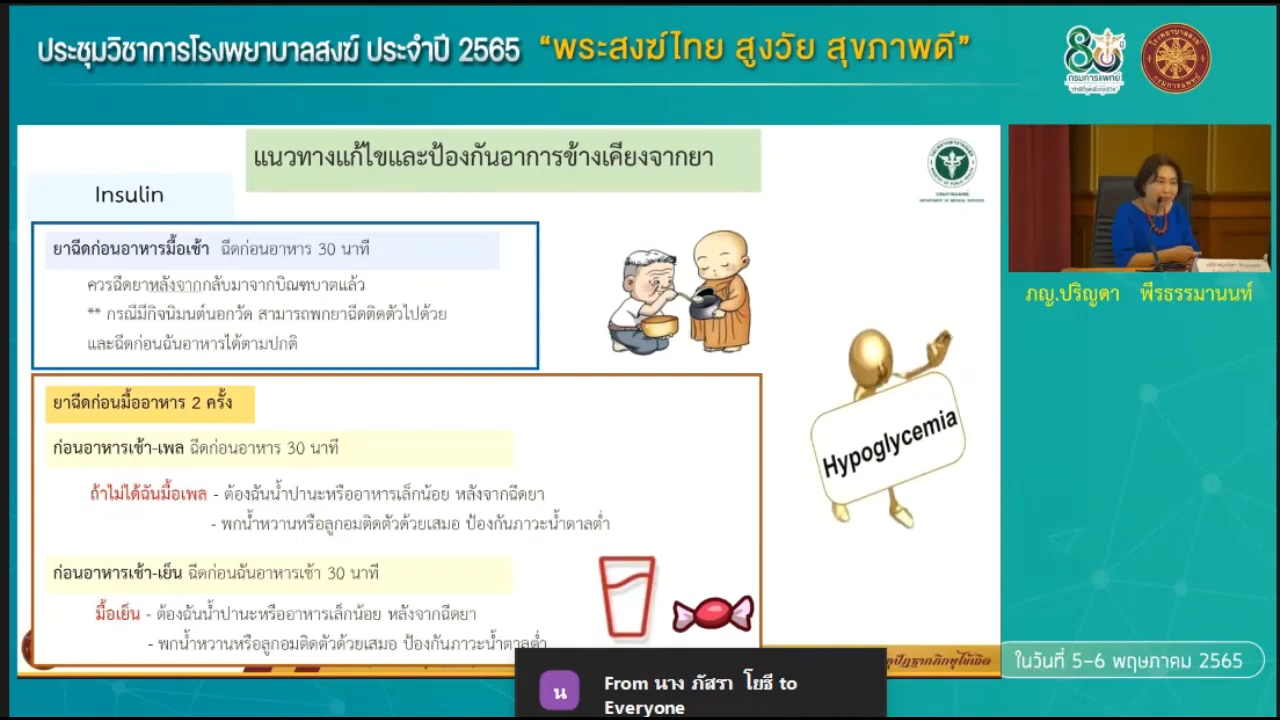 ประชุมวิชาการโรงพยาบาลสงฆ์ ประจำปี 2565 “พระสงฆ์ไทย สูงวัย สุขภาพดี”
กรมการแพทย์
แนวทางแก้ไขและป้องกันอาการข้างเคียงจากยา
Insulin
กรมการแพทย์
DEPARTMENT OF MEDICAL SERVICES
ยาฉีดก่อนอาหารมื้อเช้า ฉีดก่อนอาหาร 30 นาที
ควรฉีดยาหลังจากกลับมาจากบิณฑบาตแล้ว
** กรณีมีกิจนิมนต์นอกวัด สามารถพกยาฉีดติดตัวไปด้วย
และฉีดก่อนฉันอาหารได้ตามปกติ
ภญ.ปริญดา พีรธรรมานนท์
Hypoglycemia
ยาฉีดก่อนมื้ออาหาร 2 ครั้ง
ก่อนอาหารเช้า-เพล ฉีดก่อนอาหาร 30 นาที
ถ้าไม่ได้ฉันมื้อเพล - ต้องฉันน้ำปานะหรืออาหารเล็กน้อย หลังจากฉีดยา
- พกน้ำหวานหรือลูกอมติดตัวด้วยเสมอ ป้องกันภาวะน้ำตาลต่ำ
ก่อนอาหารเช้า-เย็น ฉีดก่อนฉันอาหารเช้า 30 นาที
มื้อเย็น - ต้องฉันน้ำปานะหรืออาหารเล็กน้อย หลังจากฉีดยา
- พกน้ำหวานหรือลูกอมติดตัวด้วยเสมอ ป้องกันภาวะน้ำตาลต่ำ
ในวันที่ 5-6 พฤษภาคม 2565
น
From นาง ภัสรา โยธี to
Everyone